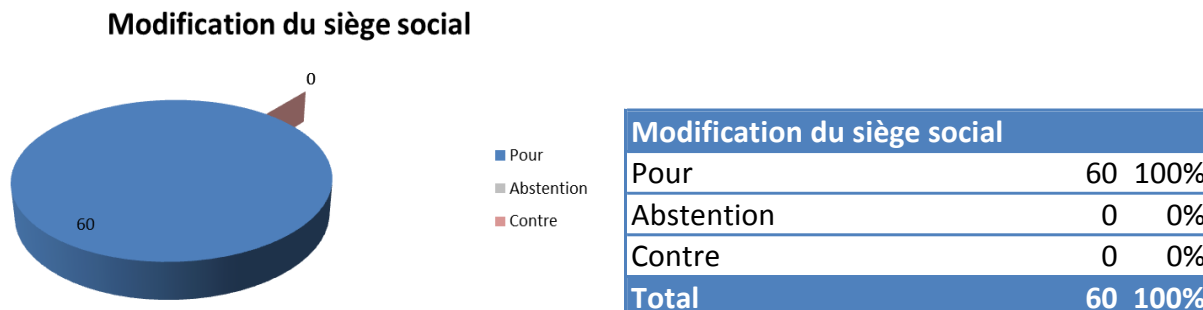 Modification du siège social
0
60
Pour
Abstention
Contre
Modification du siège social
Pour 60 100%
Abstention 0 0%
Contre 0 0%
Total 60 100%